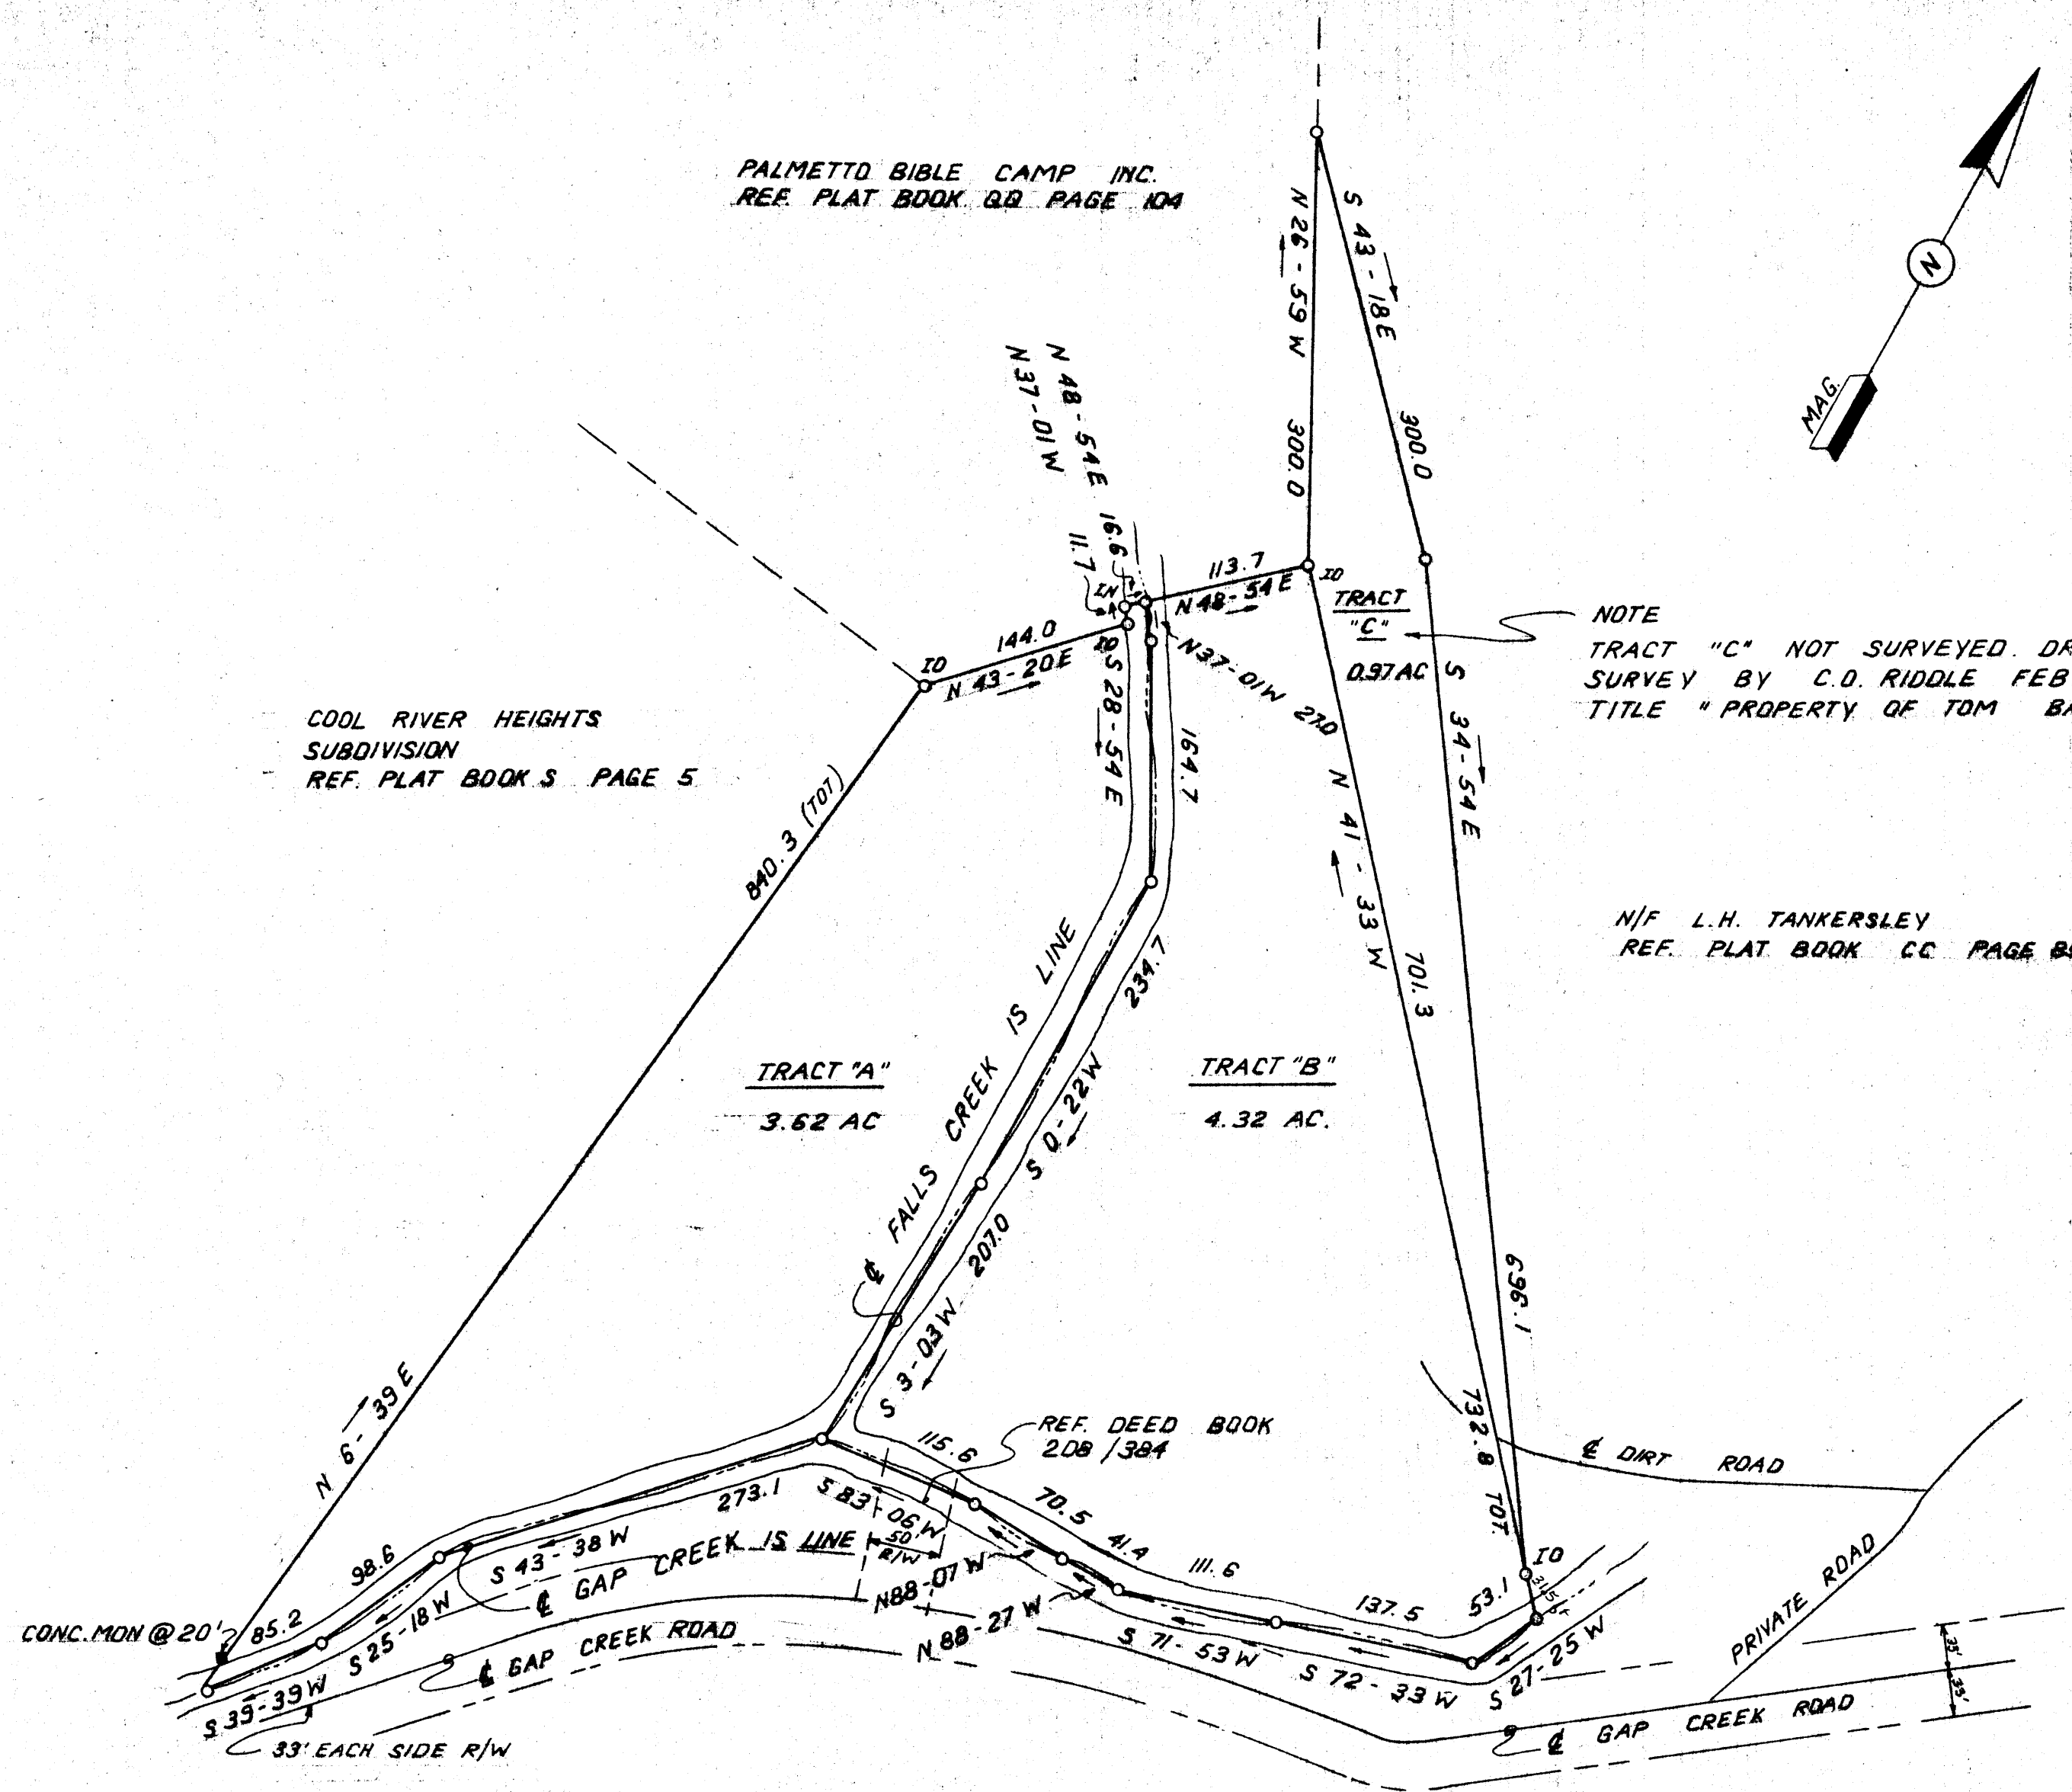 PALMETTO BIBLE CAMP INC.
REF. PLAT BOOK QQ PAGE 104
N 26 - 59 W 300.0
S 43 - 18 E 300.0
N
MAG.
N 48 - 54 E 16.6
N 37 - 01 W 11.7
IN
113.7
N 48 - 54 E
IO
144.0
N 43 - 20 E
IO
IO
TRACT
"C"
0.97 AC
NOTE
TRACT "C" NOT SURVEYED. DR
SURVEY BY C.O. RIDDLE FEB
TITLE " PROPERTY OF TOM BA
COOL RIVER HEIGHTS
SUBDIVISION
REF. PLAT BOOK S PAGE 5
S 28 - 54 E
164.7
N 37 - 01 W 27.0
N 41 - 33 W 701.3
S 34 - 54 E
696.1
840.3 (TOT)
N 6 - 39 E
N/F L.H. TANKERSLEY
REF. PLAT BOOK CC PAGE
TRACT "A"
3.62 AC
TRACT "B"
4.32 AC.
℄ FALLS CREEK IS LINE
234.7
S 0 - 22 W
207.0
S 3 - 03 W
REF. DEED BOOK
208 / 384
115.6
S 83 - 06 W
50'
R/W
70.5
N 88 - 07 W
41.4
N 88 - 27 W
111.6
S 71 - 53 W
137.5
S 72 - 33 W
53.1
S 27 - 25 W
732.8 TOT.
IO
31.5
℄ DIRT ROAD
PRIVATE ROAD
273.1
S 43 - 38 W
℄ GAP CREEK IS LINE
98.6
S 25 - 18 W
85.2
S 39 - 39 W
CONC. MON @ 20'
℄ GAP CREEK ROAD
33' EACH SIDE R/W
℄ GAP CREEK ROAD